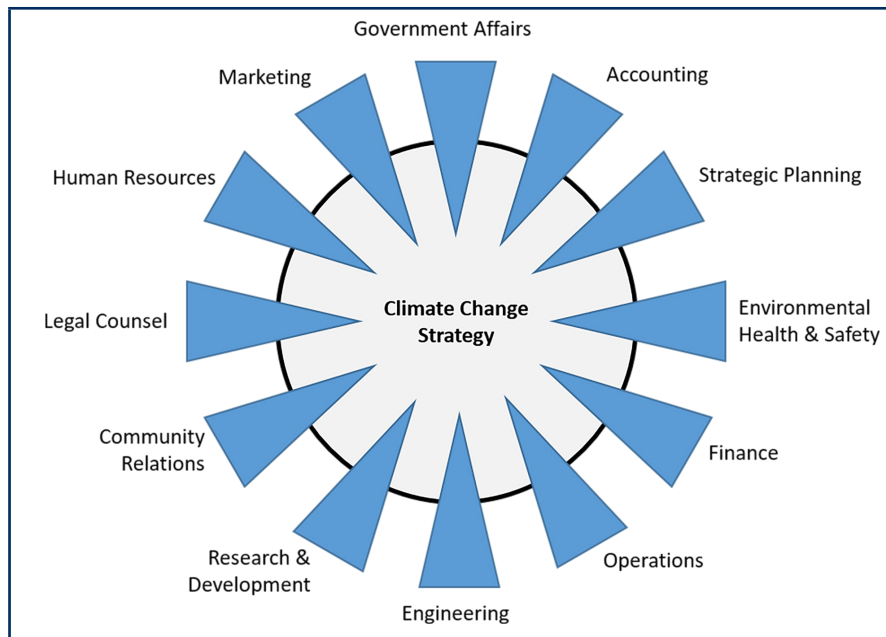 Government Affairs
Marketing
Accounting
Human Resources
Strategic Planning
Climate Change
Strategy
Legal Counsel
Environmental
Health & Safety
Community
Relations
Finance
Research &
Development
Operations
Engineering